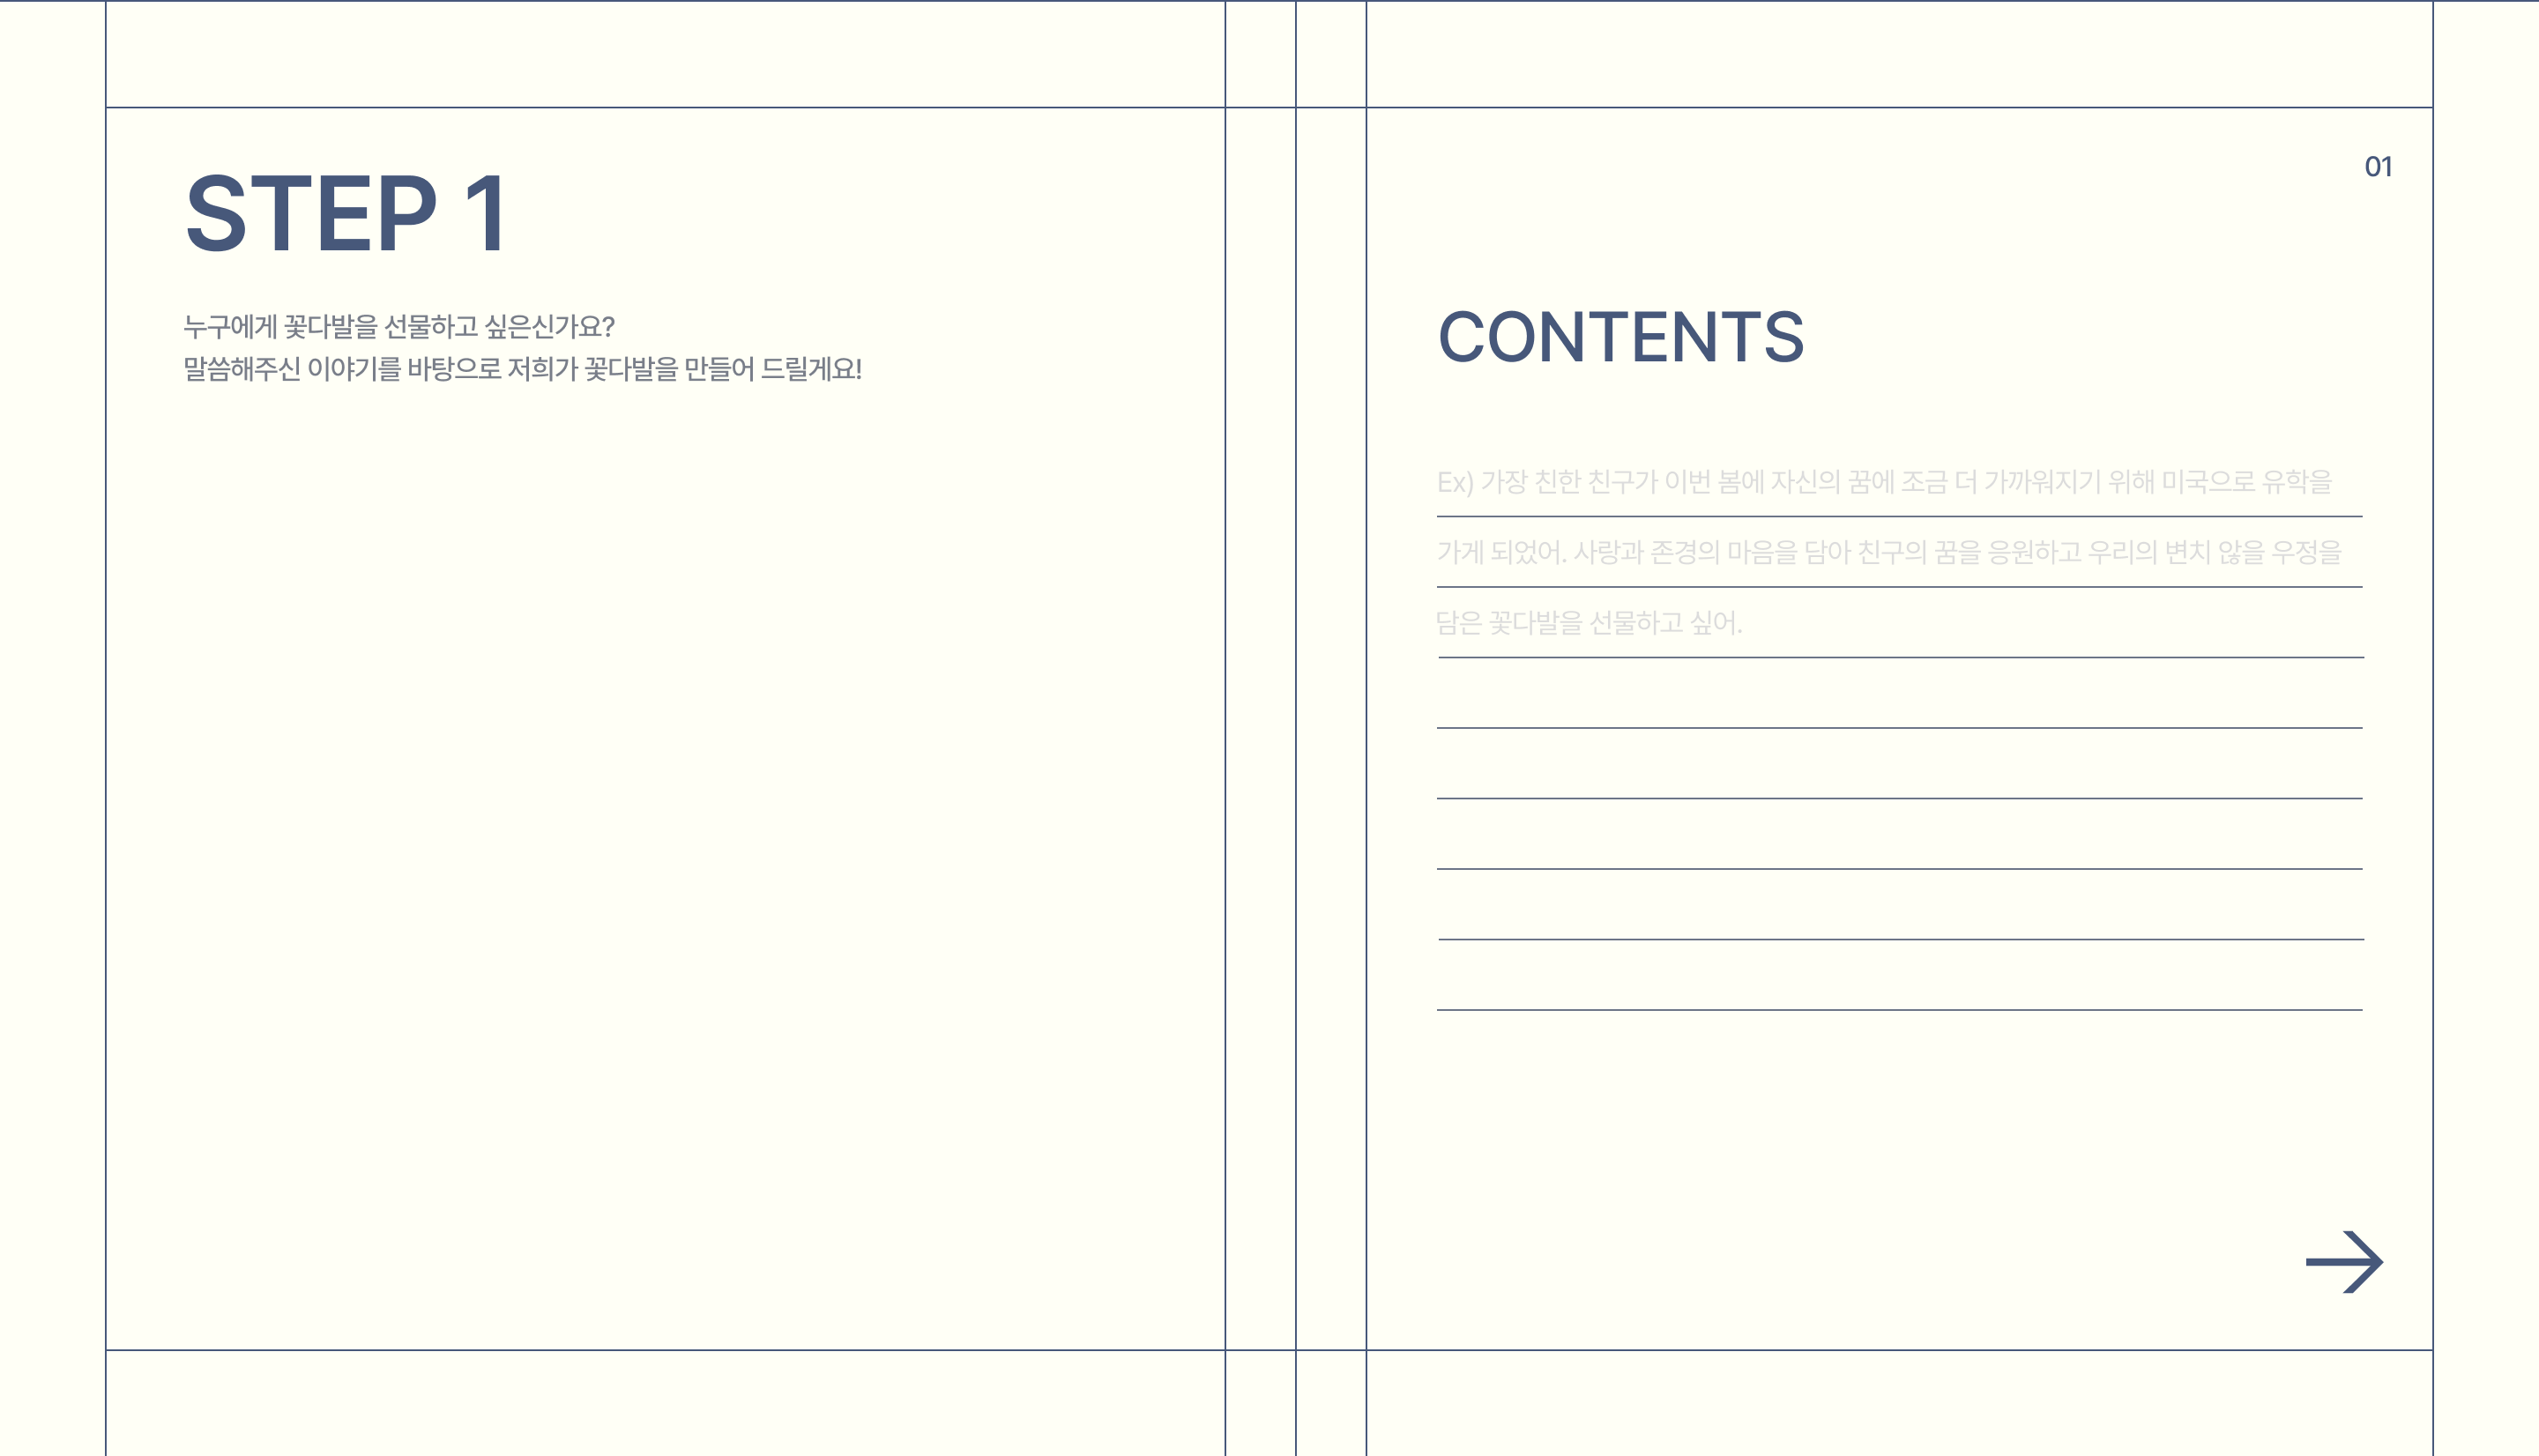 STEP 1
누구에게 꽃다발을 선물하고 싶은신가요?
말씀해주신 이야기를 바탕으로 저희가 꽃다발을 만들어 드릴게요!
01
CONTENTS
Ex) 가장 친한 친구가 이번 봄에 자신의 꿈에 조금 더 가까워지기 위해 미국으로 유학을
가게 되었어. 사랑과 존경의 마음을 담아 친구의 꿈을 응원하고 우리의 변치 않을 우정을
담은 꽃다발을 선물하고 싶어.